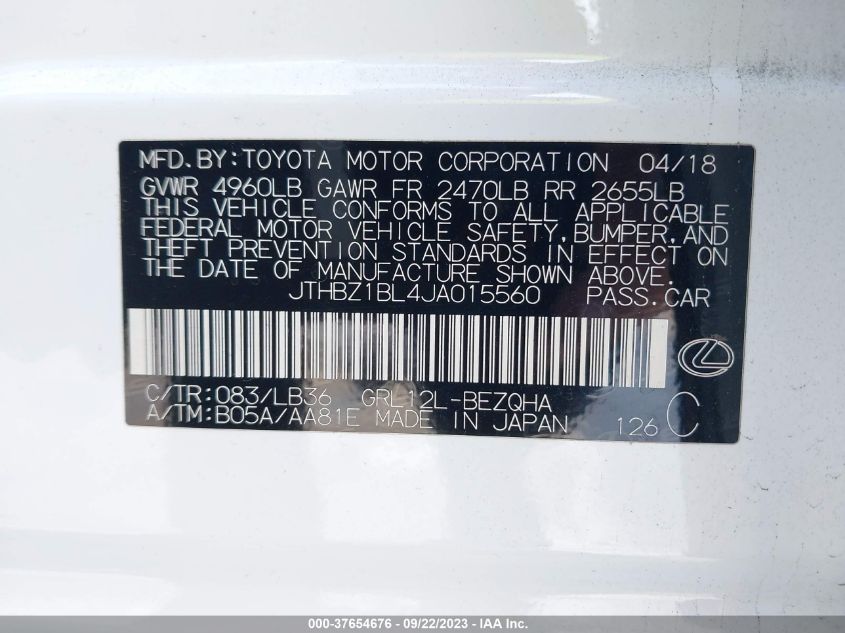 MFD.BY:TOYOTA MOTOR CORPORATION 04/18
GVWR 4960LB GAWR FR 2470LB RR 2655LB
THIS VEHICLE CONFORMS TO ALL APPLICABLE
FEDERAL MOTOR VEHICLE SAFETY,BUMPER,AND
THEFT PREVENTION STANDARDS IN EFFECT ON
THE DATE OF MANUFACTURE SHOWN ABOVE.
JTHBZ1BL4JA015560 PASS.CAR
C/TR:083/LB36 GRL12L-BEZQHA
A/TM:B05A/AA81E MADE IN JAPAN 126 C
000-37654676 - 09/22/2023 - IAA Inc.